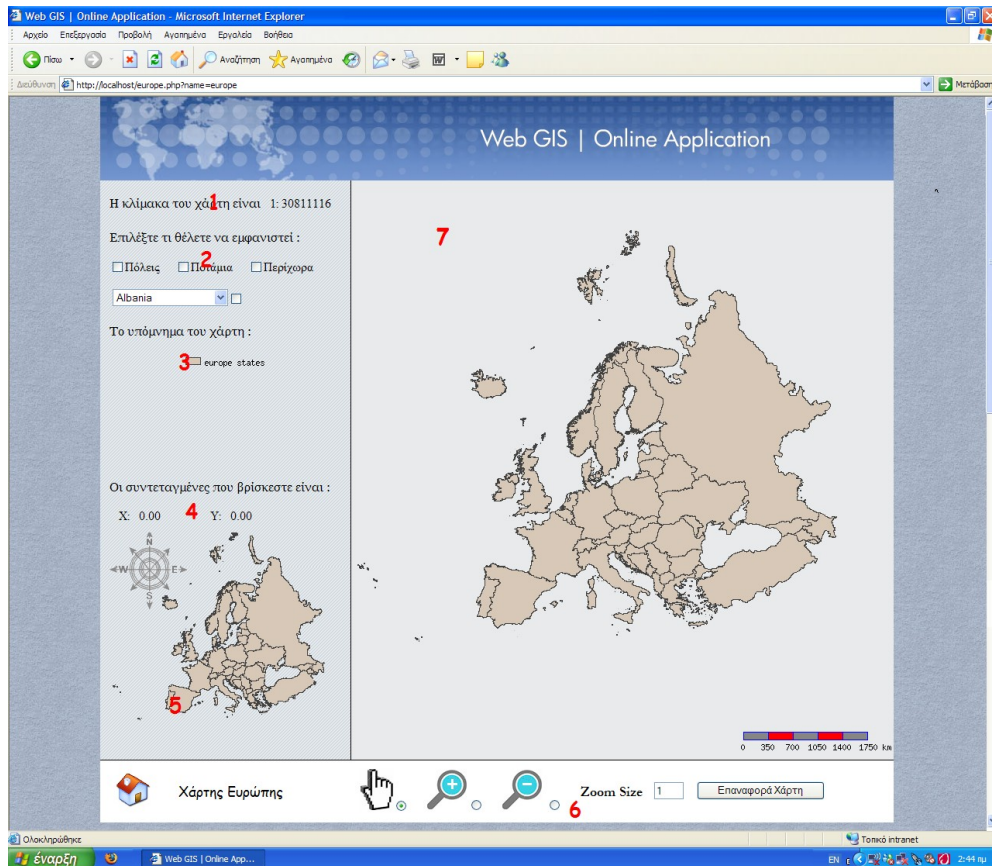 Web GIS | Online Application - Microsoft Internet Explorer
Αρχείο Επεξεργασία Προβολή Αγαπημένα Εργαλεία Βοήθεια
Πίσω Αναζήτηση Αγαπημένα
Διεύθυνση http://localhost/europe.php?name=europe Μετάβαση
Web GIS | Online Application
Η κλίμακα του χάρτη είναι 1: 30811116
1
Επιλέξτε τι θέλετε να εμφανιστεί :
2
Πόλεις Ποτάμια Περίχωρα
Albania
Το υπόμνημα του χάρτη :
3
europe states
Οι συντεταγμένες που βρίσκεστε είναι :
X: 0.00 4 Y: 0.00
N
W E
S
5
7
0 350 700 1050 1400 1750 km
Χάρτης Ευρώπης
Zoom Size 1 Επαναφορά Χάρτη
6
Ολοκληρώθηκε Τοπικό intranet
έναρξη Web GIS | Online App... EN 2:44 πμ